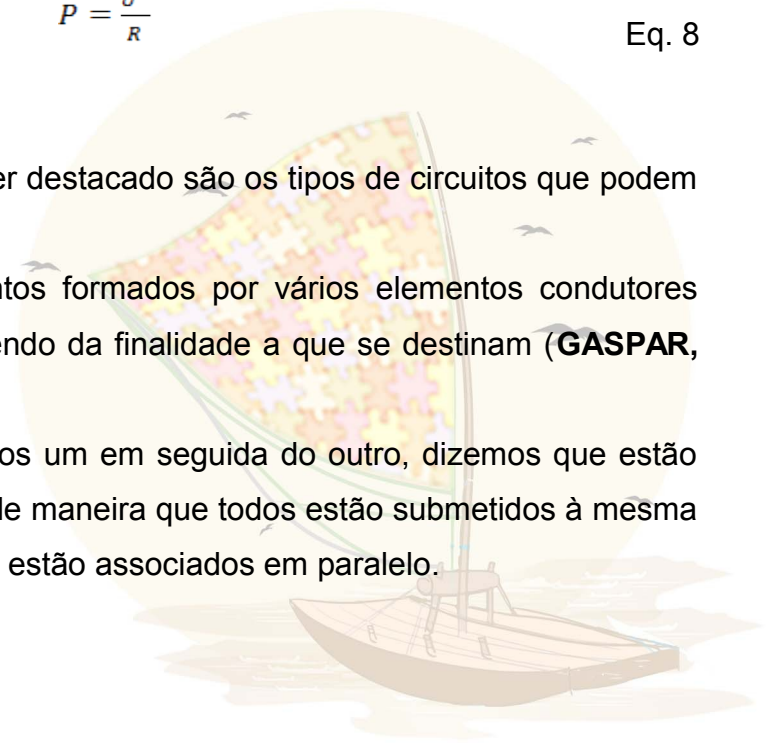 P = — R
Eq. 8
er destacado são os tipos de circuitos que podem
ntos formados por vários elementos condutores
endo da finalidade a que se destinam (GASPAR,
os um em seguida do outro, dizemos que estão
de maneira que todos estão submetidos à mesma
estão associados em paralelo.